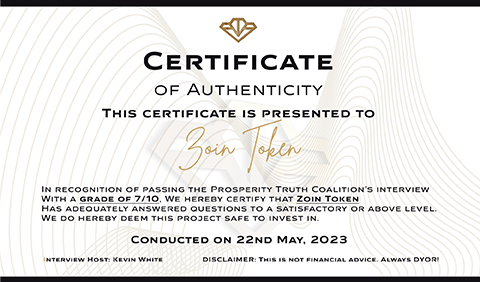 CERTIFICATE
OF AUTHENTICITY
THIS CERTIFICATE IS PRESENTED TO
Zoin Token
IN RECOGNITION OF PASSING THE PROSPERITY TRUTH COALITION'S INTERVIEW
WITH A GRADE OF 7/10, WE HEREBY CERTIFY THAT ZOIN TOKEN
HAS ADEQUATELY ANSWERED QUESTIONS TO A SATISFACTORY OR ABOVE LEVEL.
WE DO HEREBY DEEM THIS PROJECT SAFE TO INVEST IN.
CONDUCTED ON 22ND MAY, 2023
INTERVIEW HOST: KEVIN WHITE DISCLAIMER: THIS IS NOT FINANCIAL ADVICE. ALWAYS DYOR!